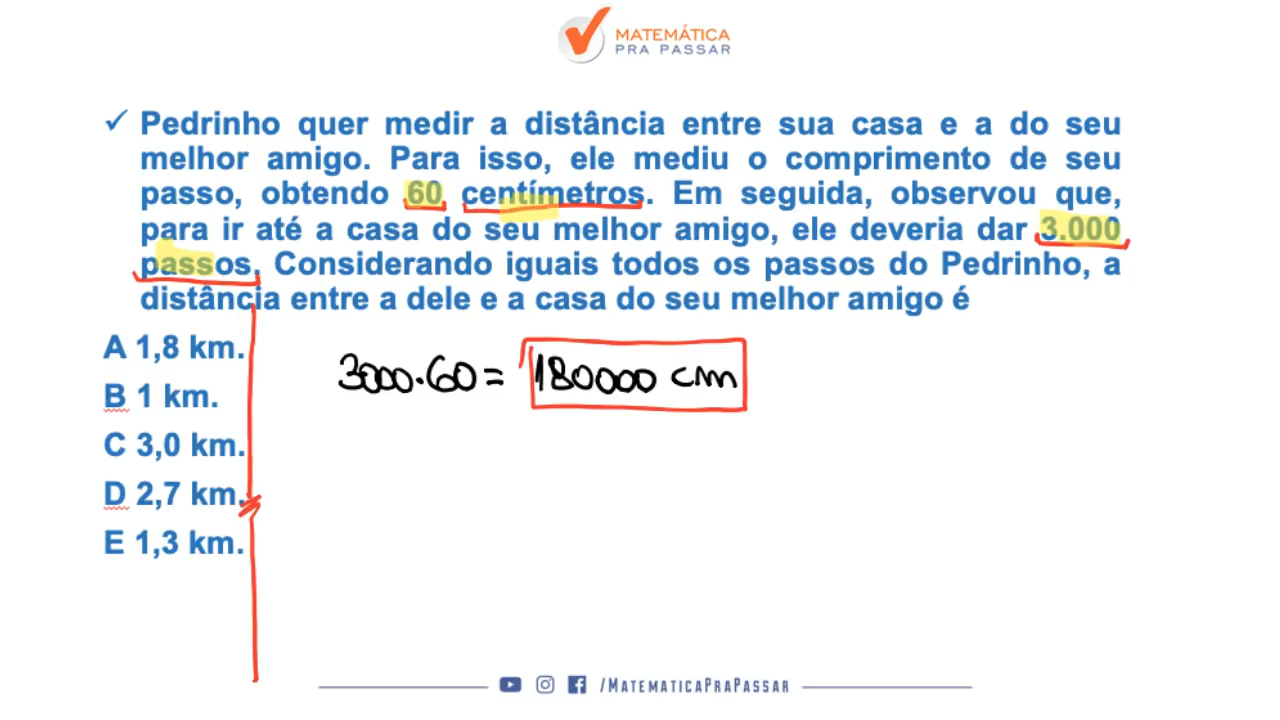 MATEMÁTICA
PRA PASSAR
✓ Pedrinho quer medir a distância entre sua casa e a do seu
melhor amigo. Para isso, ele mediu o comprimento de seu
passo, obtendo 60 centímetros. Em seguida, observou que,
para ir até a casa do seu melhor amigo, ele deveria dar 3.000
passos. Considerando iguais todos os passos do Pedrinho, a
distância entre a dele e a casa do seu melhor amigo é
A 1,8 km.
3000·60 = 180000 cm
B 1 km.
C 3,0 km.
D 2,7 km.
E 1,3 km.
/MATEMATICAPRAPASSAR